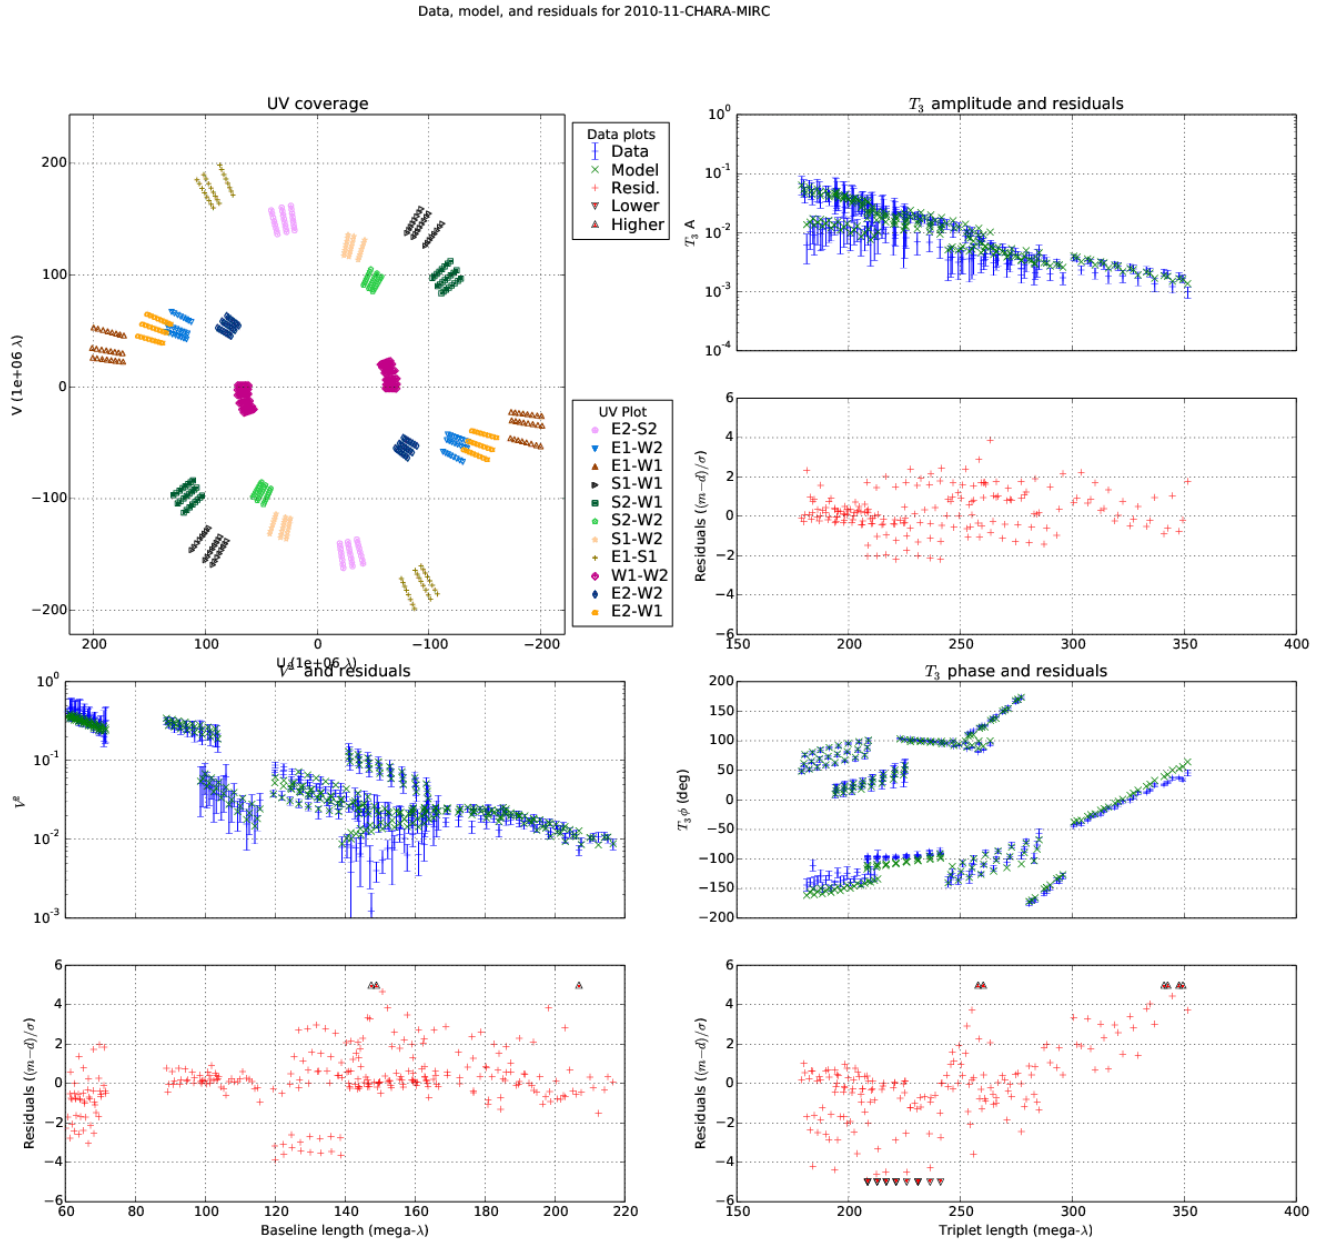 Data, model, and residuals for 2010-11-CHARA-MIRC
UV coverage
V (1e+06 λ)
200
100
0
−100
−200
200
100
0
−100
−200
U (1e+06 λ)
Data plots
Data
Model
Resid.
Lower
Higher
UV Plot
E2-S2
E1-W2
E1-W1
S1-W1
S2-W1
S2-W2
S1-W2
E1-S1
W1-W2
E2-W2
E2-W1
T₃ amplitude and residuals
T₃ A
10⁰
10⁻¹
10⁻²
10⁻³
10⁻⁴
Residuals ((m−d)/σ)
6
4
2
0
−2
−4
−6
150
200
250
300
350
400
V² and residuals
V²
10⁰
10⁻¹
10⁻²
10⁻³
Residuals ((m−d)/σ)
6
4
2
0
−2
−4
−6
60
80
100
120
140
160
180
200
220
Baseline length (mega-λ)
T₃ phase and residuals
T₃ϕ (deg)
200
150
100
50
0
−50
−100
−150
−200
Residuals ((m−d)/σ)
6
4
2
0
−2
−4
−6
150
200
250
300
350
400
Triplet length (mega-λ)